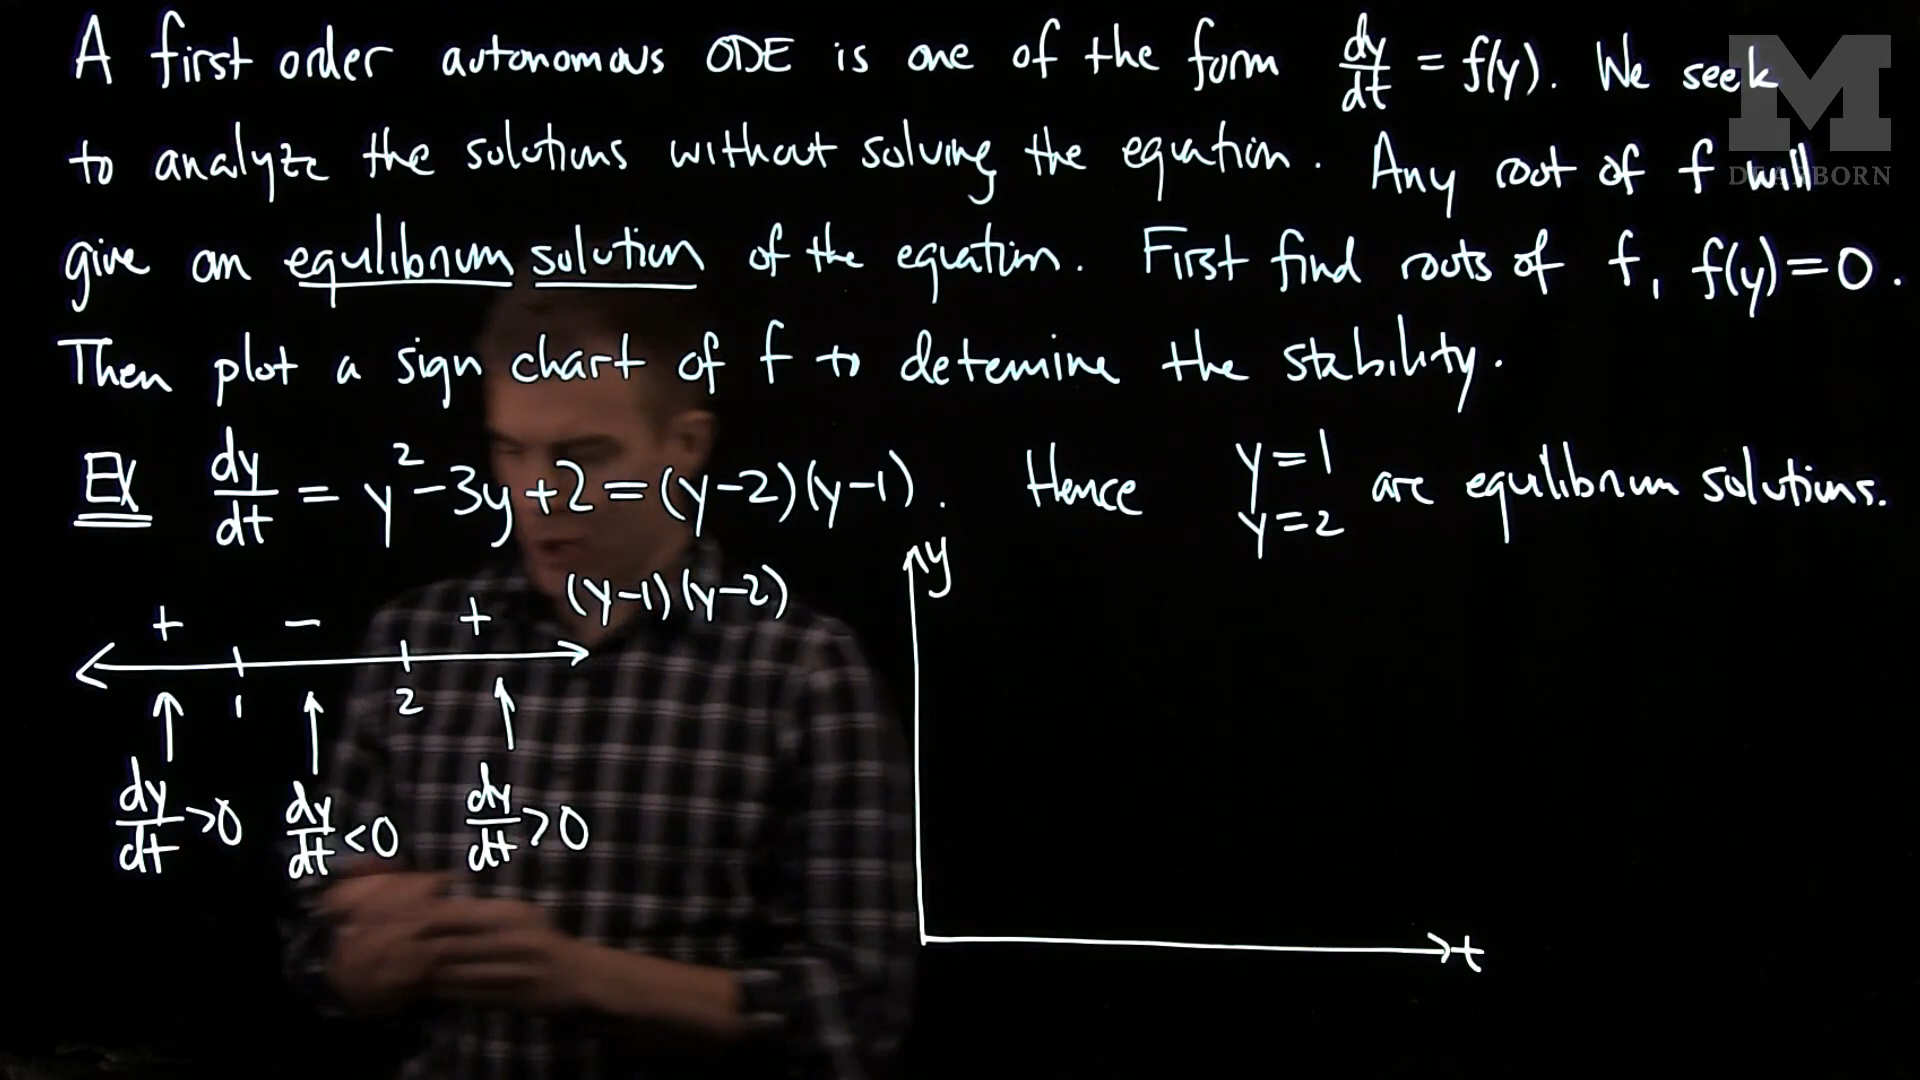 A first order autonomous ODE is one of the form dy/dt = f(y). We seek
to analyze the solutions without solving the equation. Any root of f will
give an equlibrium solution of the equation. First find roots of f, f(y)=0.
Then plot a sign chart of f to detemine the stability.
EX dy/dt = y²-3y+2=(y-2)(y-1). Hence y=1 y=2 are equilibrium solutions.
+ - + (y-1)(y-2)
1 2
dy/dt>0 dy/dt<0 dy/dt>0
y
t
M
DEARBORN